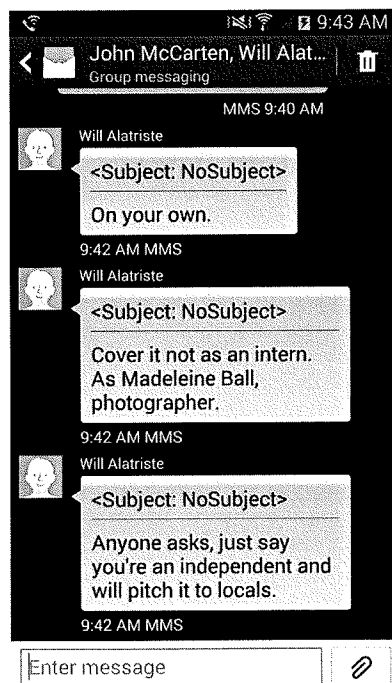 9:43 AM
John McCarten, Will Alat...
Group messaging
MMS 9:40 AM
Will Alatriste
<Subject: NoSubject>
On your own.
9:42 AM MMS
Will Alatriste
<Subject: NoSubject>
Cover it not as an intern.
As Madeleine Ball,
photographer.
9:42 AM MMS
Will Alatriste
<Subject: NoSubject>
Anyone asks, just say
you're an independent and
will pitch it to locals.
9:42 AM MMS
Enter message